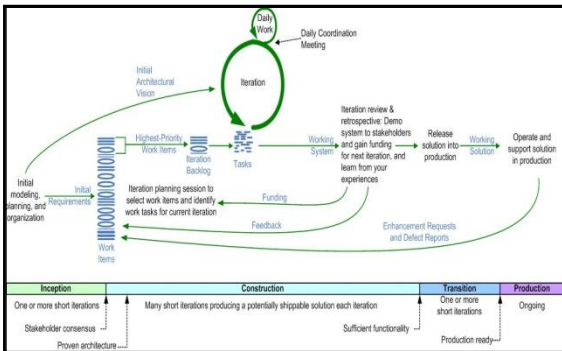 Daily
Work
Daily Coordination
Meeting
Initial
Architectural
Vision
Iteration
Iteration review &
retrospective: Demo
system to stakeholders
and gain funding
for next iteration, and
learn from your
experiences
Highest-Priority
Work Items
Iteration
Backlog
Tasks
Working
System
Release
solution into
production
Working
Solution
Operate and
support solution
in production
Initial
modeling,
planning, and
organization
Initial
Requirements
Iteration planning session to
select work items and identify
work tasks for current iteration
Funding
Feedback
Enhancement Requests
and Defect Reports
Work
Items
Inception
Construction
Transition
Production
One or more short iterations
Many short iterations producing a potentially shippable solution each iteration
One or more
short iterations
Ongoing
Stakeholder consensus
Proven architecture
Sufficient functionality
Production ready